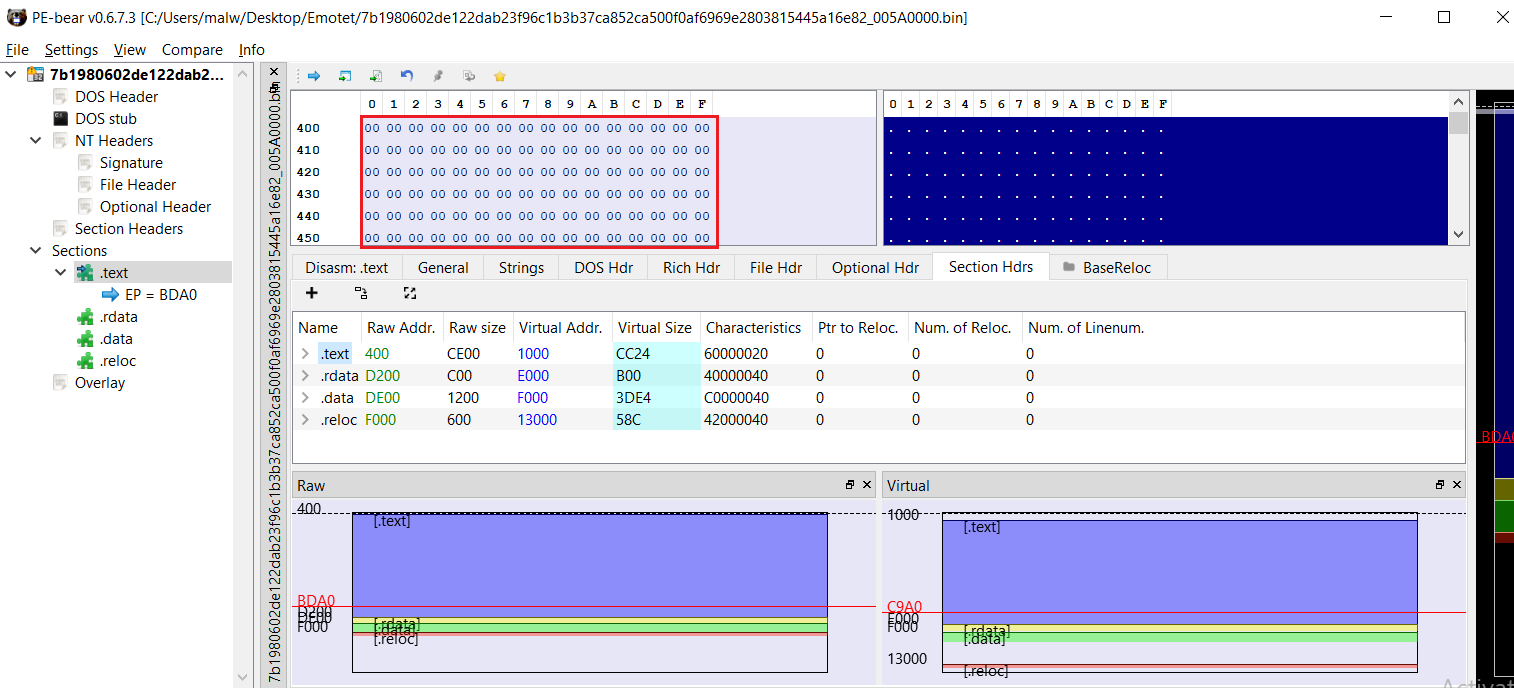 PE-bear v0.6.7.3 [C:/Users/malw/Desktop/Emotet/7b1980602de122dab23f96c1b3b37ca852ca500f0af6969e2803815445a16e82_005A0000.bin]
File Settings View Compare Info
7b1980602de122dab2...
DOS Header
DOS stub
NT Headers
Signature
File Header
Optional Header
Section Headers
Sections
.text
EP = BDA0
.rdata
.data
.reloc
Overlay
7b1980602de122dab23f96c1b3b37ca852ca500f0af6969e2803815445a16e82_005A0000.bin
0 1 2 3 4 5 6 7 8 9 A B C D E F
400 00 00 00 00 00 00 00 00 00 00 00 00 00 00 00 00
410 00 00 00 00 00 00 00 00 00 00 00 00 00 00 00 00
420 00 00 00 00 00 00 00 00 00 00 00 00 00 00 00 00
430 00 00 00 00 00 00 00 00 00 00 00 00 00 00 00 00
440 00 00 00 00 00 00 00 00 00 00 00 00 00 00 00 00
450 00 00 00 00 00 00 00 00 00 00 00 00 00 00 00 00
0 1 2 3 4 5 6 7 8 9 A B C D E F
. . . . . . . . . . . . . . . .
. . . . . . . . . . . . . . . .
. . . . . . . . . . . . . . . .
. . . . . . . . . . . . . . . .
. . . . . . . . . . . . . . . .
. . . . . . . . . . . . . . . .
Disasm: .text General Strings DOS Hdr Rich Hdr File Hdr Optional Hdr Section Hdrs BaseReloc
Name Raw Addr. Raw size Virtual Addr. Virtual Size Characteristics Ptr to Reloc. Num. of Reloc. Num. of Linenum.
.text 400 CE00 1000 CC24 60000020 0 0 0
.rdata D200 C00 E000 B00 40000040 0 0 0
.data DE00 1200 F000 3DE4 C0000040 0 0 0
.reloc F000 600 13000 58C 42000040 0 0 0
Raw
400
[.text]
BDA0
D200
DE00
F000
[.rdata]
[.data]
[.reloc]
Virtual
1000
[.text]
C9A0
E000
F000
[.rdata]
[.data]
13000
[.reloc]